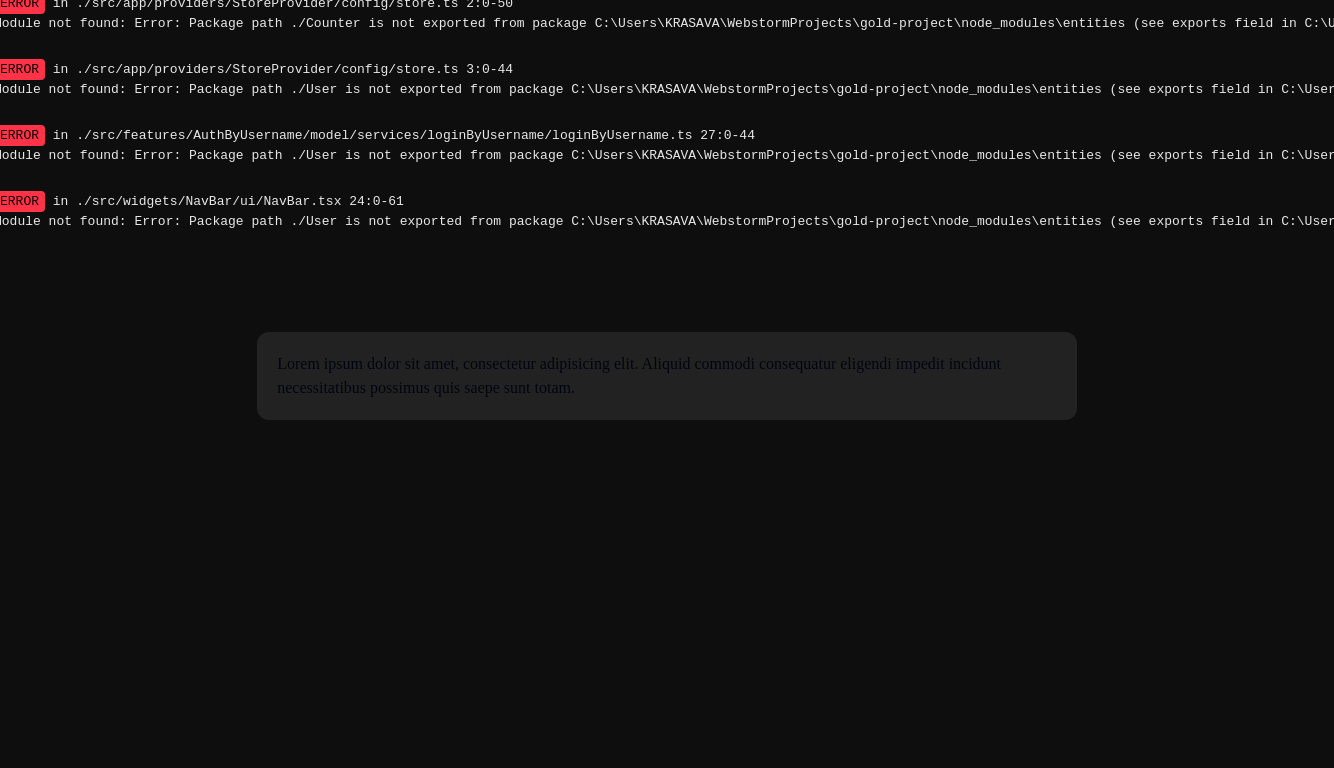 ERROR in ./src/app/providers/StoreProvider/config/store.ts 2:0-50
Module not found: Error: Package path ./Counter is not exported from package C:\Users\KRASAVA\WebstormProjects\gold-project\node_modules\entities (see exports field in C:\U
ERROR in ./src/app/providers/StoreProvider/config/store.ts 3:0-44
Module not found: Error: Package path ./User is not exported from package C:\Users\KRASAVA\WebstormProjects\gold-project\node_modules\entities (see exports field in C:\User
ERROR in ./src/features/AuthByUsername/model/services/loginByUsername/loginByUsername.ts 27:0-44
Module not found: Error: Package path ./User is not exported from package C:\Users\KRASAVA\WebstormProjects\gold-project\node_modules\entities (see exports field in C:\User
ERROR in ./src/widgets/NavBar/ui/NavBar.tsx 24:0-61
Module not found: Error: Package path ./User is not exported from package C:\Users\KRASAVA\WebstormProjects\gold-project\node_modules\entities (see exports field in C:\User
Lorem ipsum dolor sit amet, consectetur adipisicing elit. Aliquid commodi consequatur eligendi impedit incidunt
necessitatibus possimus quis saepe sunt totam.